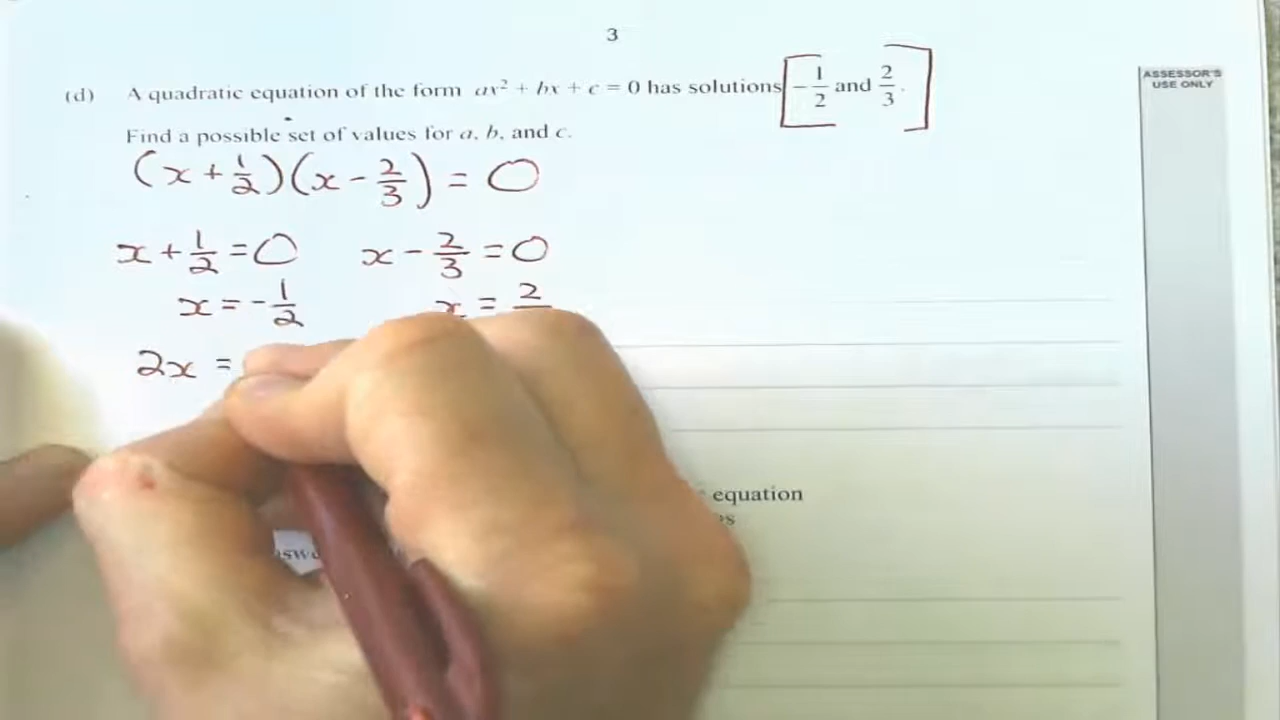 3
ASSESSOR'S
USE ONLY
(d) A quadratic equation of the form ax² + bx + c = 0 has solutions -1/2 and 2/3.
Find a possible set of values for a, b, and c.
(x + 1/2)(x - 2/3) = 0
x + 1/2 = 0 x - 2/3 = 0
x = -1/2 x = 2
2x =
equation